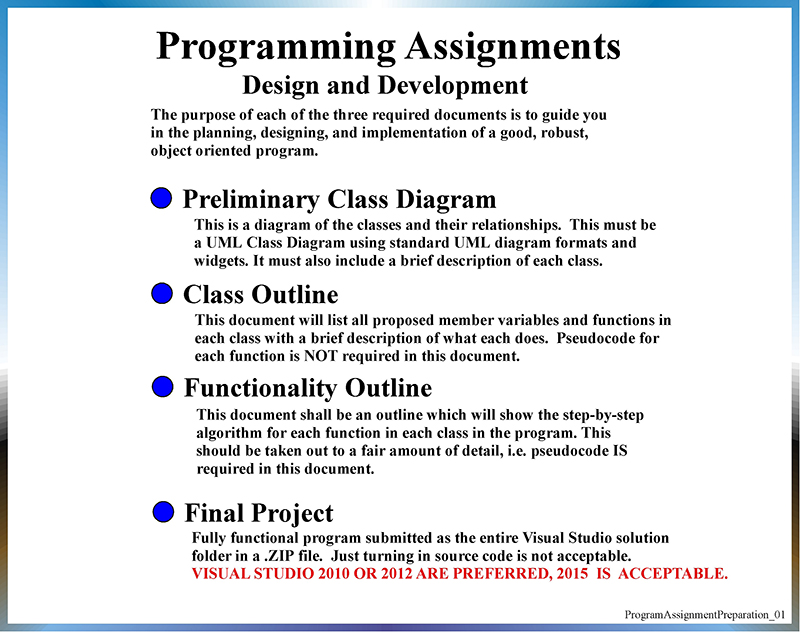 Programming Assignments
Design and Development
The purpose of each of the three required documents is to guide you
in the planning, designing, and implementation of a good, robust,
object oriented program.
Preliminary Class Diagram
This is a diagram of the classes and their relationships.  This must be
a UML Class Diagram using standard UML diagram formats and
widgets. It must also include a brief description of each class.
Class Outline
This document will list all proposed member variables and functions in
each class with a brief description of what each does.  Pseudocode for
each function is NOT required in this document.
Functionality Outline
This document shall be an outline which will show the step-by-step
algorithm for each function in each class in the program. This
should be taken out to a fair amount of detail, i.e. pseudocode IS
required in this document.
Final Project
Fully functional program submitted as the entire Visual Studio solution
folder in a .ZIP file.  Just turning in source code is not acceptable.
VISUAL STUDIO 2010 OR 2012 ARE PREFERRED, 2015  IS  ACCEPTABLE.
ProgramAssignmentPreparation_01